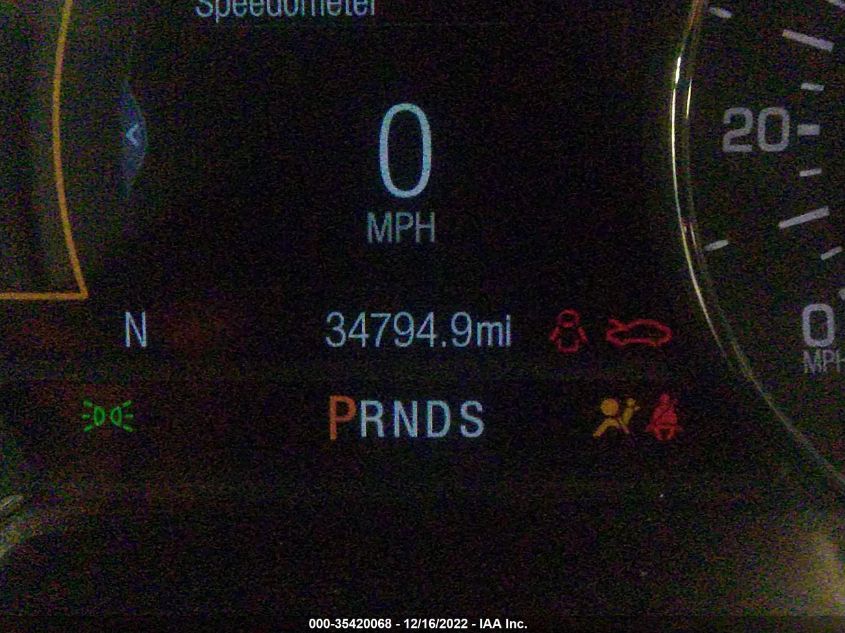 Speedometer
0
MPH
20
0
MPH
N 34794.9mi
PRNDS
000-35420068 - 12/16/2022 - IAA Inc.